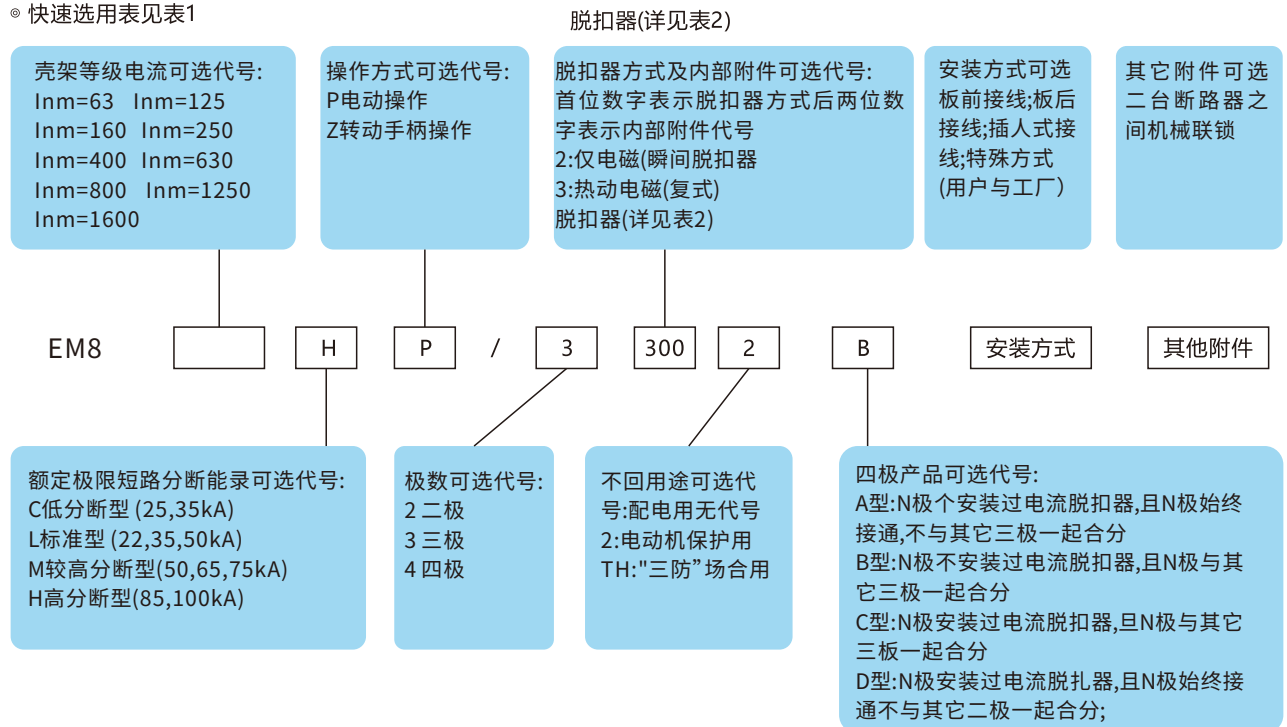 ◎ 快速选用表见表1
脱扣器(详见表2)
壳架等级电流可选代号:
Inm=63 Inm=125
Inm=160 Inm=250
Inm=400 Inm=630
Inm=800 Inm=1250
Inm=1600
操作方式可选代号:
P电动操作
Z转动手柄操作
脱扣器方式及内部附件可选代号:
首位数字表示脱扣器方式后两位数
字表示内部附件代号
2:仅电磁(瞬间脱扣器
3:热动电磁(复式)
脱扣器(详见表2)
安装方式可选
板前接线;板后
接线;插人式接
线;特殊方式
(用户与工厂）
其它附件可选
二台断路器之
间机械联锁
EM8 H P / 3 300 2 B 安装方式 其他附件
额定极限短路分断能录可选代号:
C低分断型 (25,35kA)
L标准型 (22,35,50kA)
M较高分断型(50,65,75kA)
H高分断型(85,100kA)
极数可选代号:
2 二极
3 三极
4 四极
不回用途可选代
号:配电用无代号
2:电动机保护用
TH:"三防”场合用
四极产品可选代号:
A型:N极个安装过电流脱扣器,且N极始终
接通,不与其它三极一起合分
B型:N极不安装过电流脱扣器,且N极与其
它三极一起合分
C型:N极安装过电流脱扣器,旦N极与其它
三板一起合分
D型:N极安装过电流脱扎器,且N极始终接
通不与其它二极一起合分;